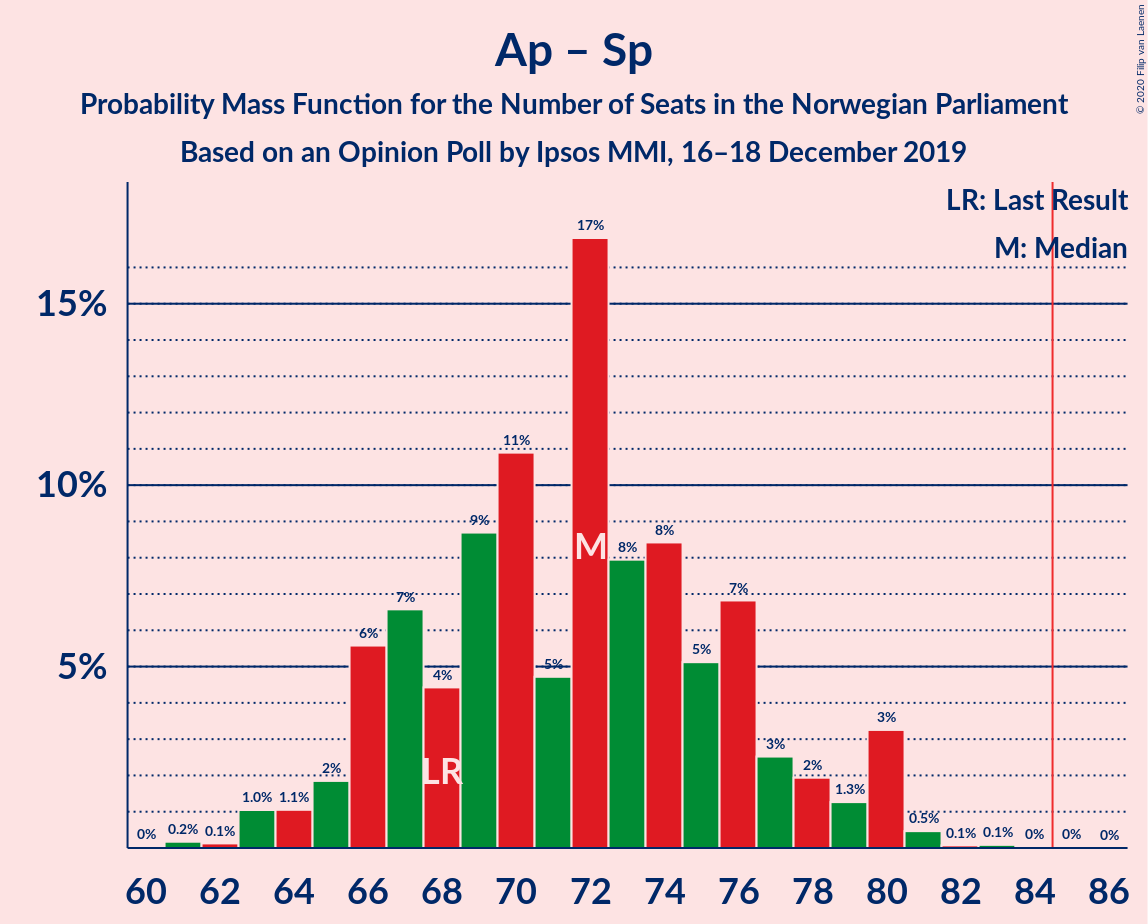 Ap – Sp
Probability Mass Function for the Number of Seats in the Norwegian Parliament
Based on an Opinion Poll by Ipsos MMI, 16–18 December 2019
© 2020 Filip van Laenen
LR: Last Result
M: Median
15%
10%
5%
0% 0.2% 0.1% 1.0% 1.1% 2% 6% 7% 4% 9% 11% 5% 17% 8% 8% 5% 7% 3% 2% 1.3% 3% 0.5% 0.1% 0.1% 0% 0% 0%
M
LR
60 62 64 66 68 70 72 74 76 78 80 82 84 86